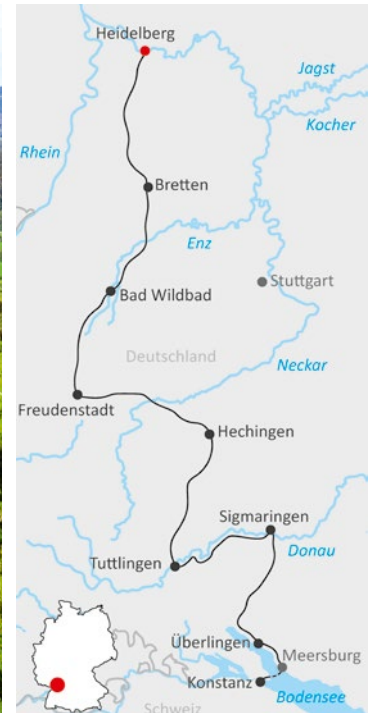 Heidelberg
Jagst
Kocher
Rhein
Bretten
Enz
Stuttgart
Bad Wildbad
Deutschland
Neckar
Freudenstadt
Hechingen
Sigmaringen
Donau
Tuttlingen
Überlingen
Meersburg
Konstanz
Bodensee
Schweiz